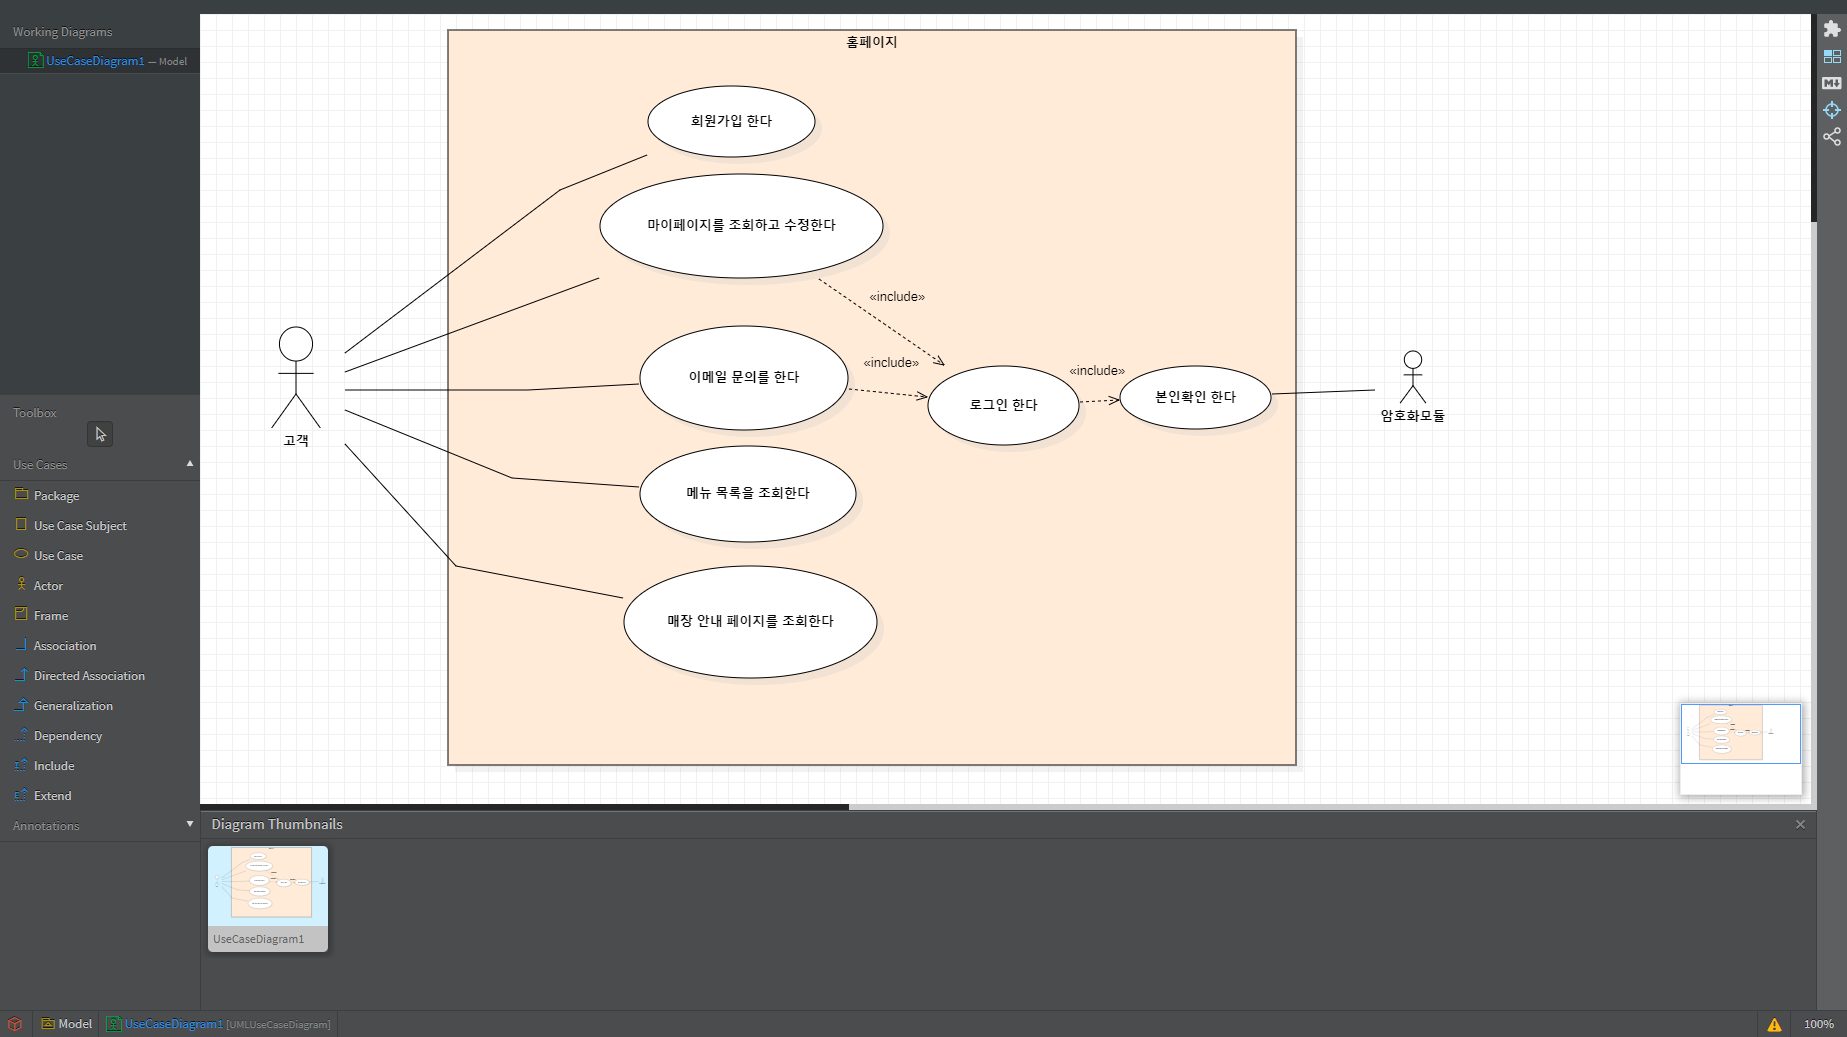 Working Diagrams
UseCaseDiagram1 — Model
홈페이지
회원가입 한다
마이페이지를 조회하고 수정한다
«include»
이메일 문의를 한다
«include»
로그인 한다
«include»
본인확인 한다
암호화모듈
고객
메뉴 목록을 조회한다
매장 안내 페이지를 조회한다
Toolbox
Use Cases
Package
Use Case Subject
Use Case
Actor
Frame
Association
Directed Association
Generalization
Dependency
Include
Extend
Annotations
M
Diagram Thumbnails
UseCaseDiagram1
Model
UseCaseDiagram1 [UMLUseCaseDiagram]
100%